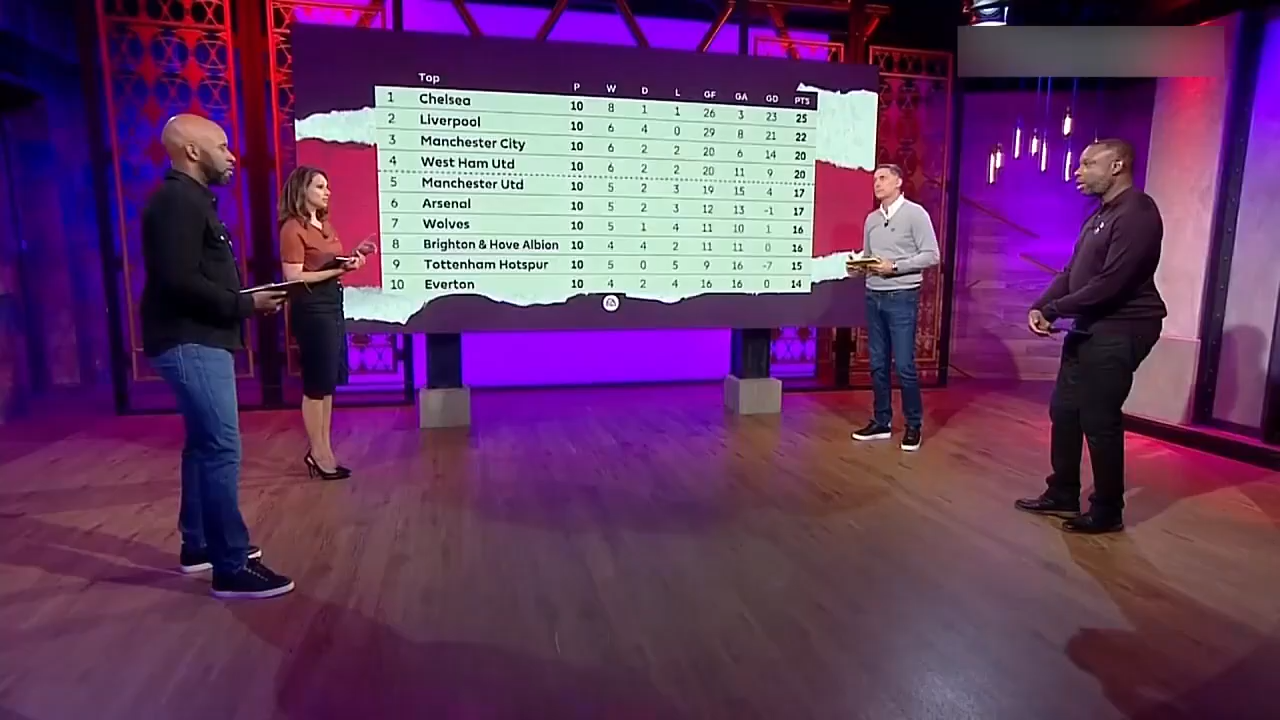 Top P W D L GF GA GD PTS
1 Chelsea 10 8 1 1 26 3 23 25
2 Liverpool 10 6 4 0 29 8 21 22
3 Manchester City 10 6 2 2 20 6 14 20
4 West Ham Utd 10 6 2 2 20 11 9 20
5 Manchester Utd 10 5 2 3 19 15 4 17
6 Arsenal 10 5 2 3 12 13 -1 17
7 Wolves 10 5 1 4 11 10 1 16
8 Brighton & Hove Albion 10 4 4 2 11 11 0 16
9 Tottenham Hotspur 10 5 0 5 9 16 -7 15
10 Everton 10 4 2 4 16 16 0 14
EA